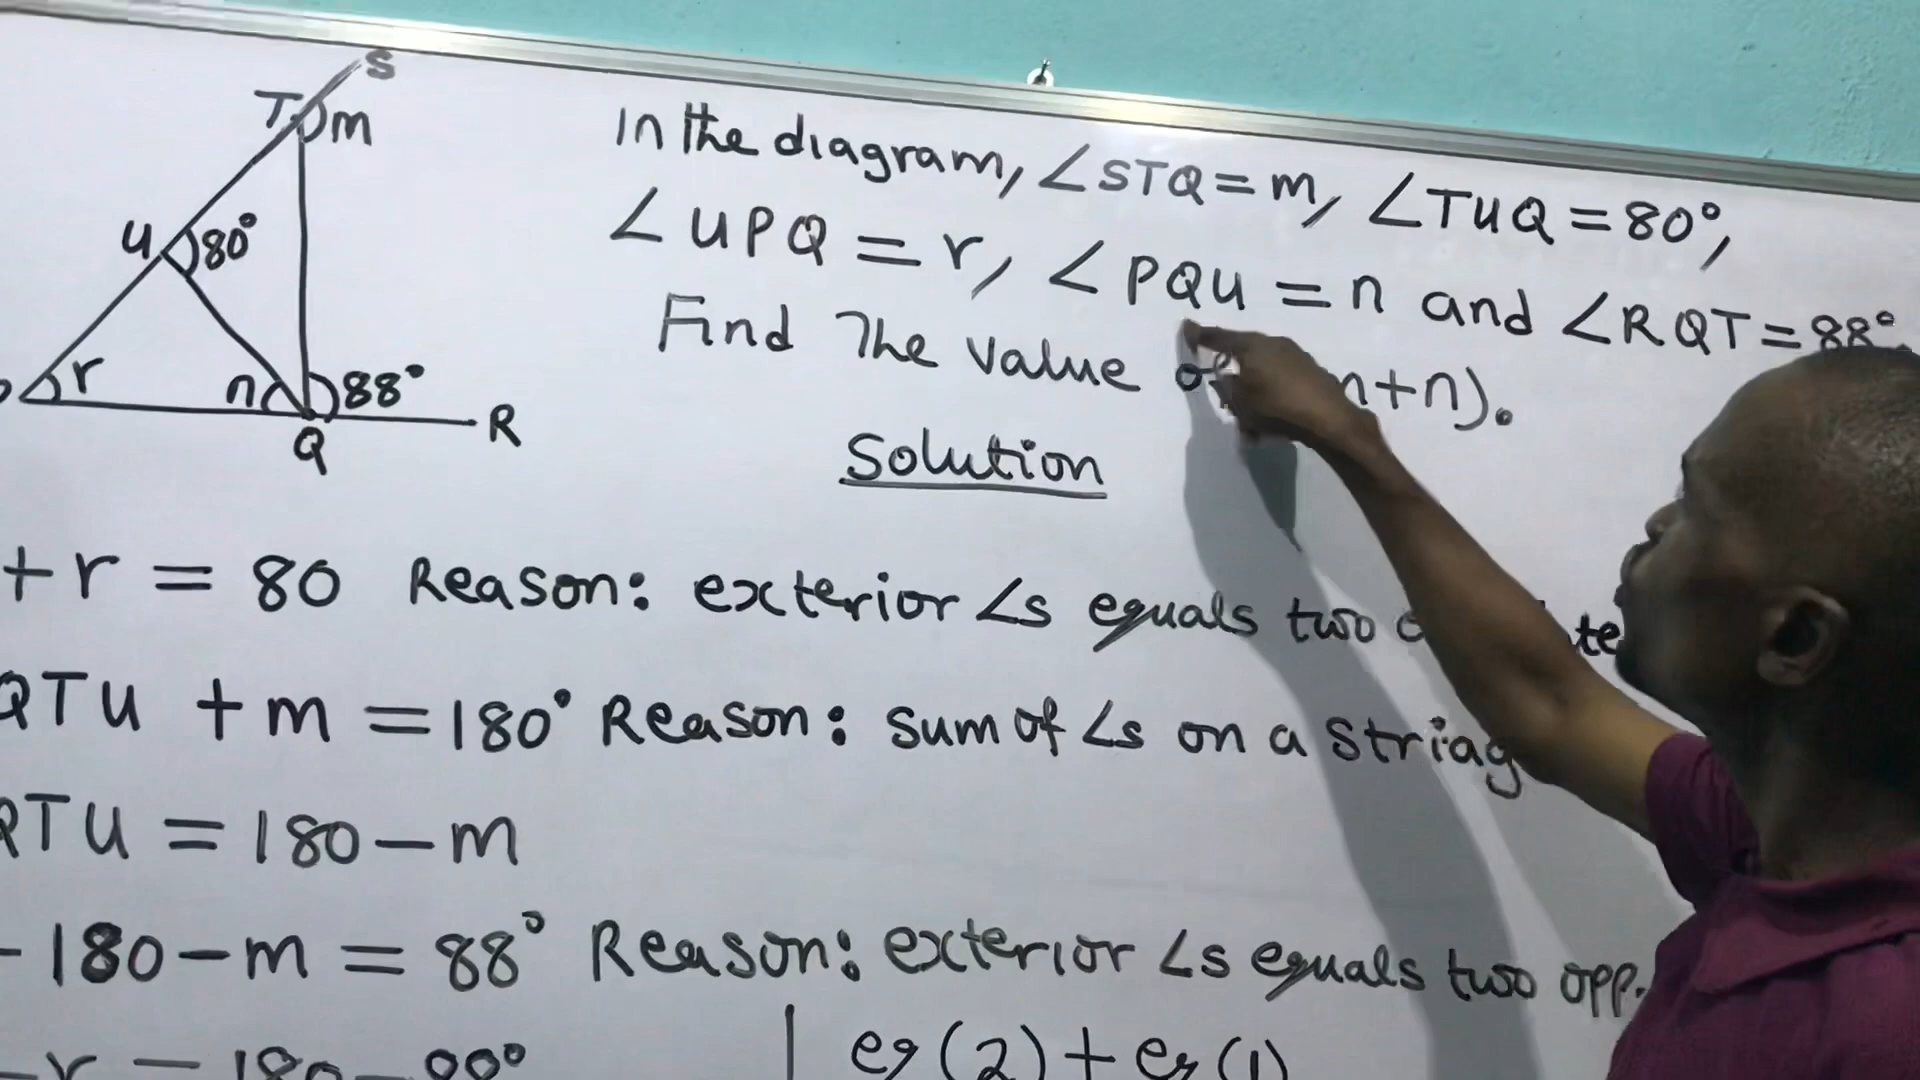 S
T m
U 80°
r n 88°
Q R
In the diagram, ∠STQ = m, ∠TUQ = 80°,
∠UPQ = r, ∠PQU = n and ∠RQT = 88°.
Find The value of +n).
Solution
+ r = 80 Reason: exterior ∠s equals two
QTU + m = 180° Reason: sum of ∠s on a striag
QTU = 180 - m
- 180 - m = 88° Reason: exterior ∠s equals two opp.
eq (2) + eq (1)